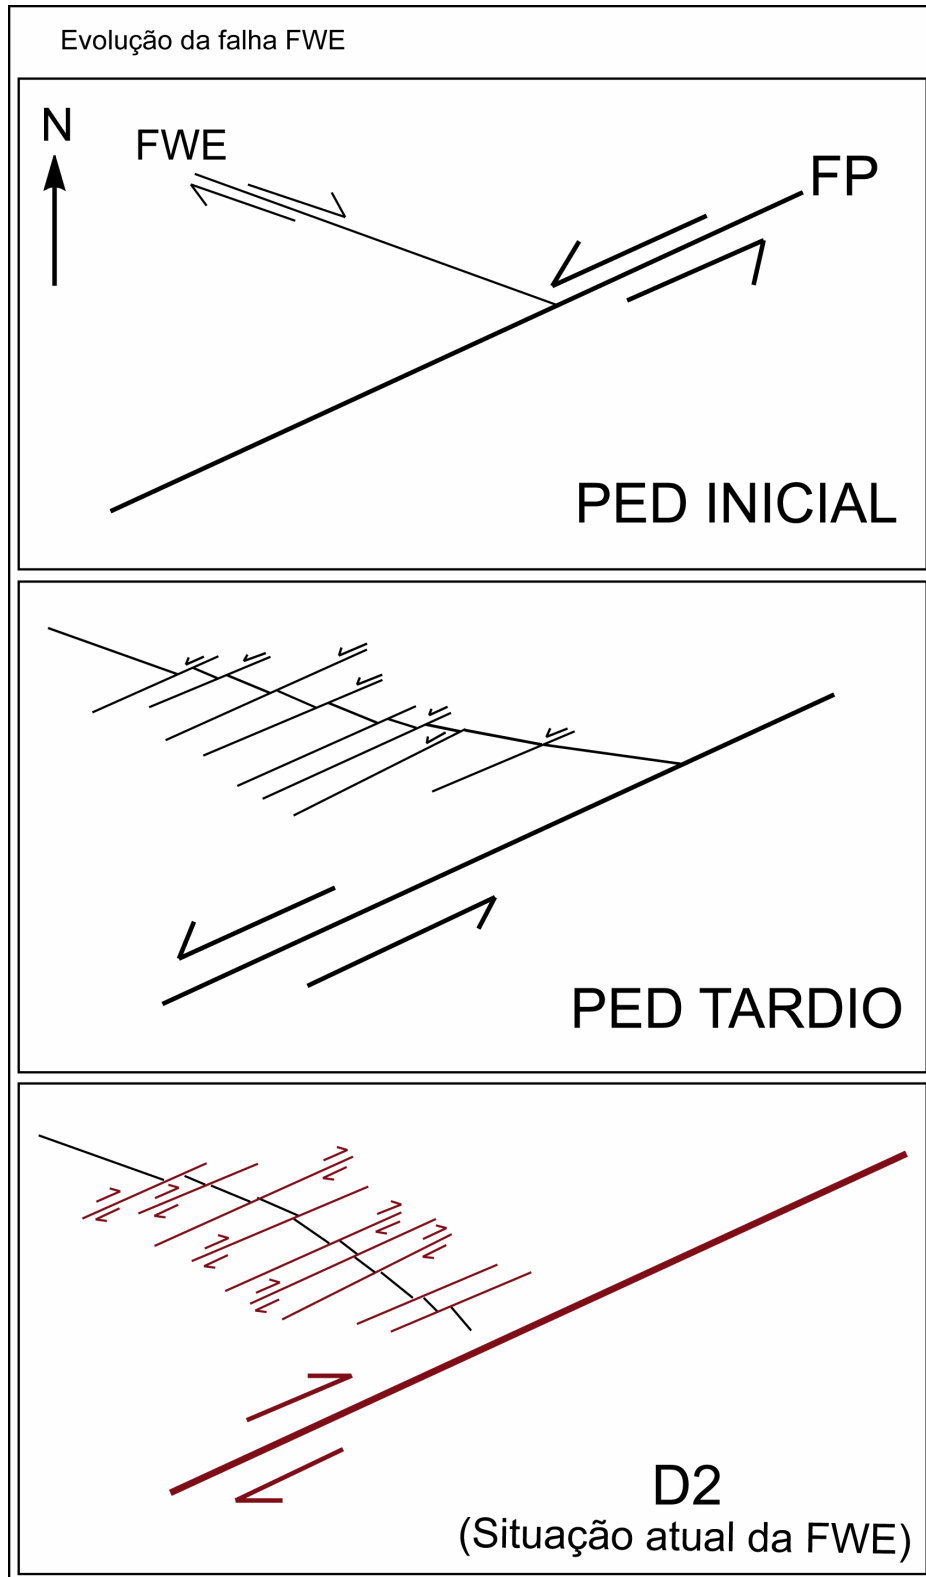 Evolução da falha FWE
N
FWE
FP
PED INICIAL
PED TARDIO
D2
(Situação atual da FWE)